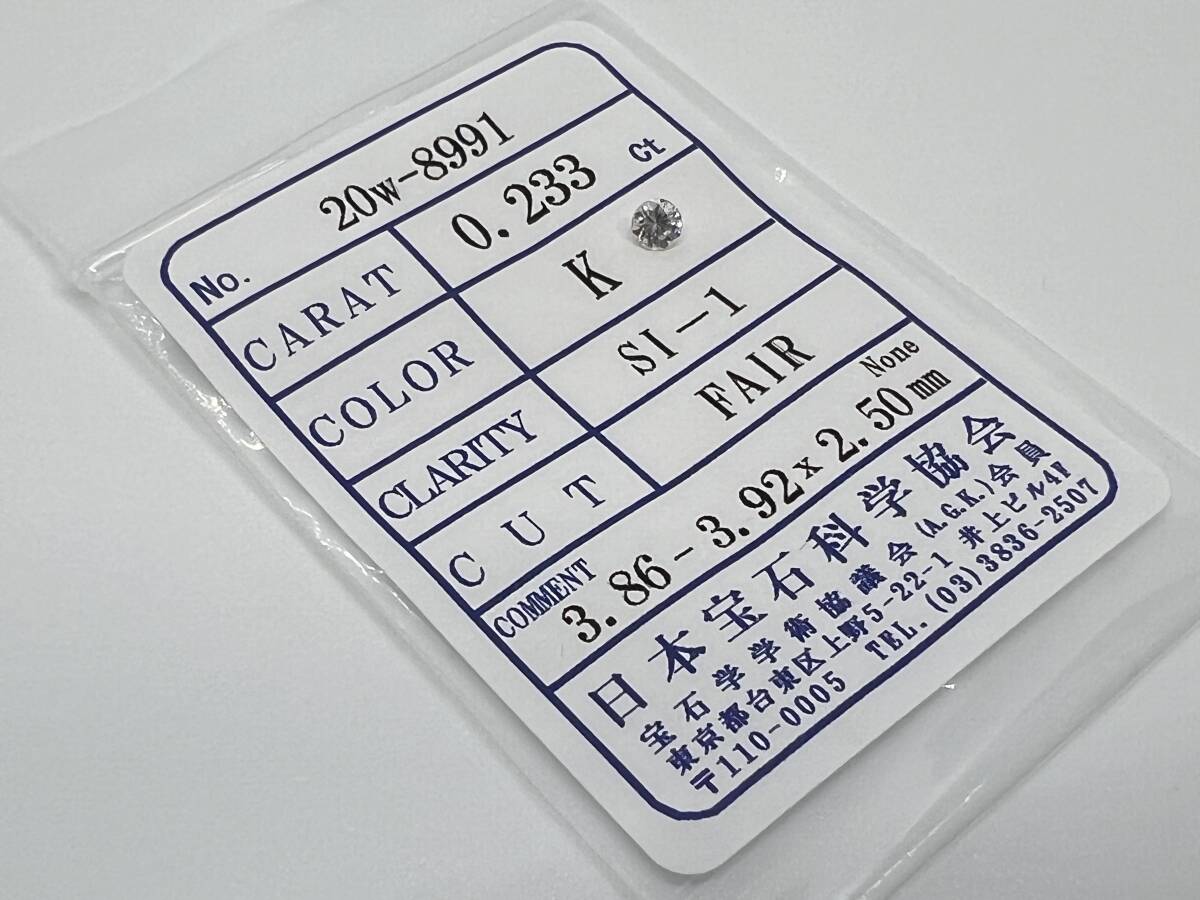 No. 20w-8991
CARAT 0.233 Ct
COLOR K
CLARITY SI-1
CUT FAIR
COMMENT None
3.86-3.92x2.50mm
日本宝石科学協会
宝石学学術協議会(A.G.K.)会員
東京都台東区上野5-22-1 井上ビル4F
〒110-0005 TEL.(03)3836-2507